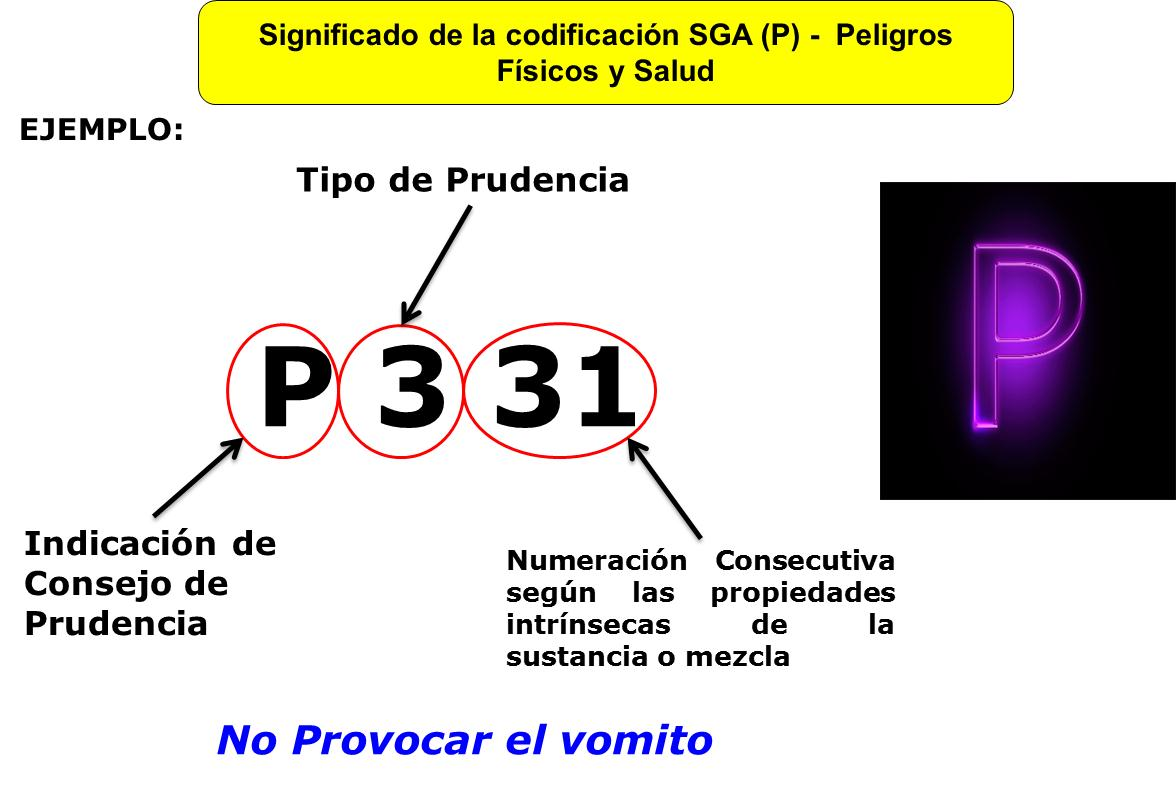 Significado de la codificación SGA (P) - Peligros
Físicos y Salud
EJEMPLO:
Tipo de Prudencia
P 3 31
P
Indicación de
Consejo de
Prudencia
Numeración Consecutiva
según las propiedades
intrínsecas de la
sustancia o mezcla
No Provocar el vomito